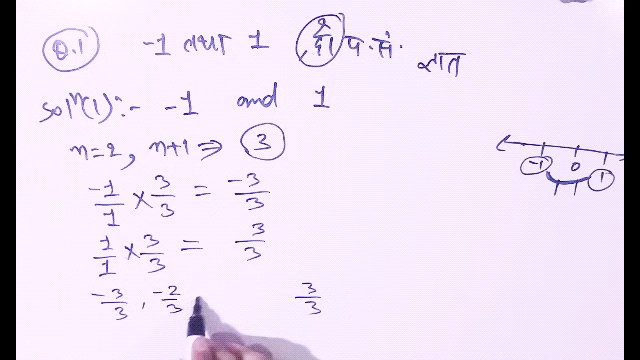 Q.1 -1 तथा 1 2 दो प.सं. ज्ञात
solⁿ(1):- -1 and 1
n=2, n+1 ⇒ 3
-1/1 × 3/3 = -3/3
1/1 × 3/3 = 3/3
-3/3, -2/3 3/3
-1 0 1